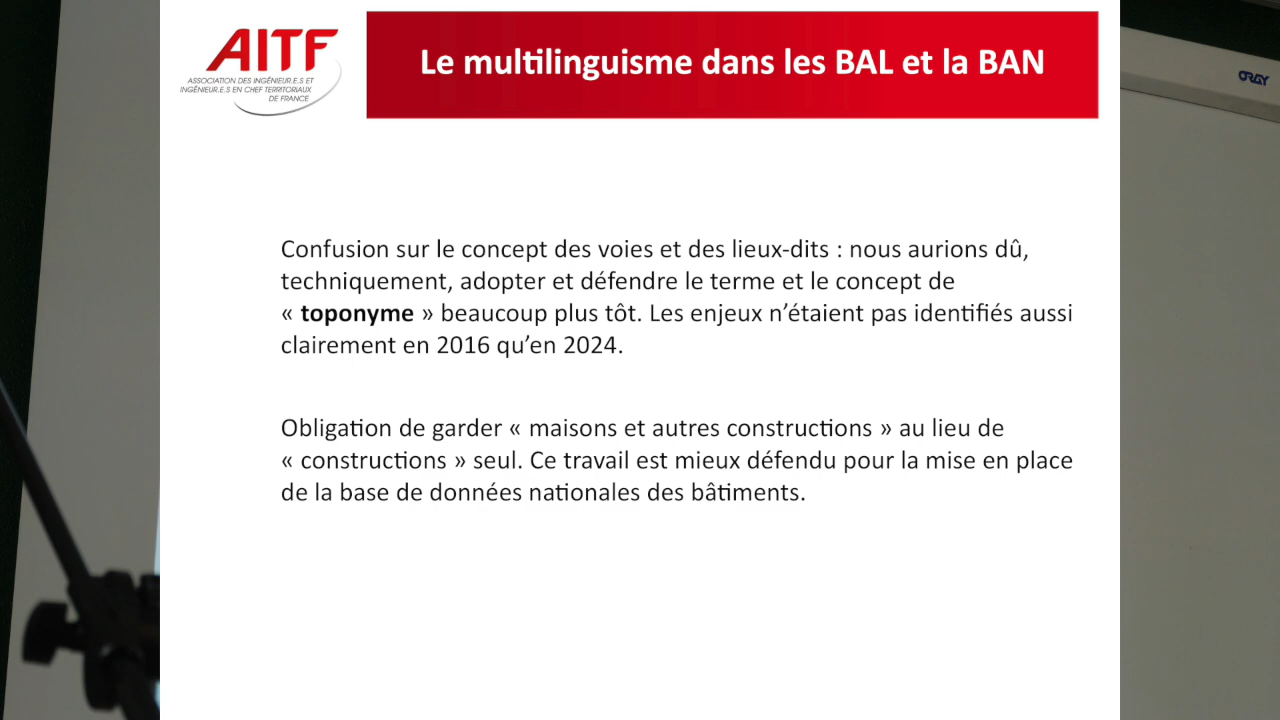 AITF
ASSOCIATION DES INGÉNIEUR.E.S ET
INGÉNIEUR.E.S EN CHEF TERRITORIAUX
DE FRANCE
Le multilinguisme dans les BAL et la BAN
ORAY
Confusion sur le concept des voies et des lieux-dits : nous aurions dû,
techniquement, adopter et défendre le terme et le concept de
« toponyme » beaucoup plus tôt. Les enjeux n’étaient pas identifiés aussi
clairement en 2016 qu’en 2024.
Obligation de garder « maisons et autres constructions » au lieu de
« constructions » seul. Ce travail est mieux défendu pour la mise en place
de la base de données nationales des bâtiments.